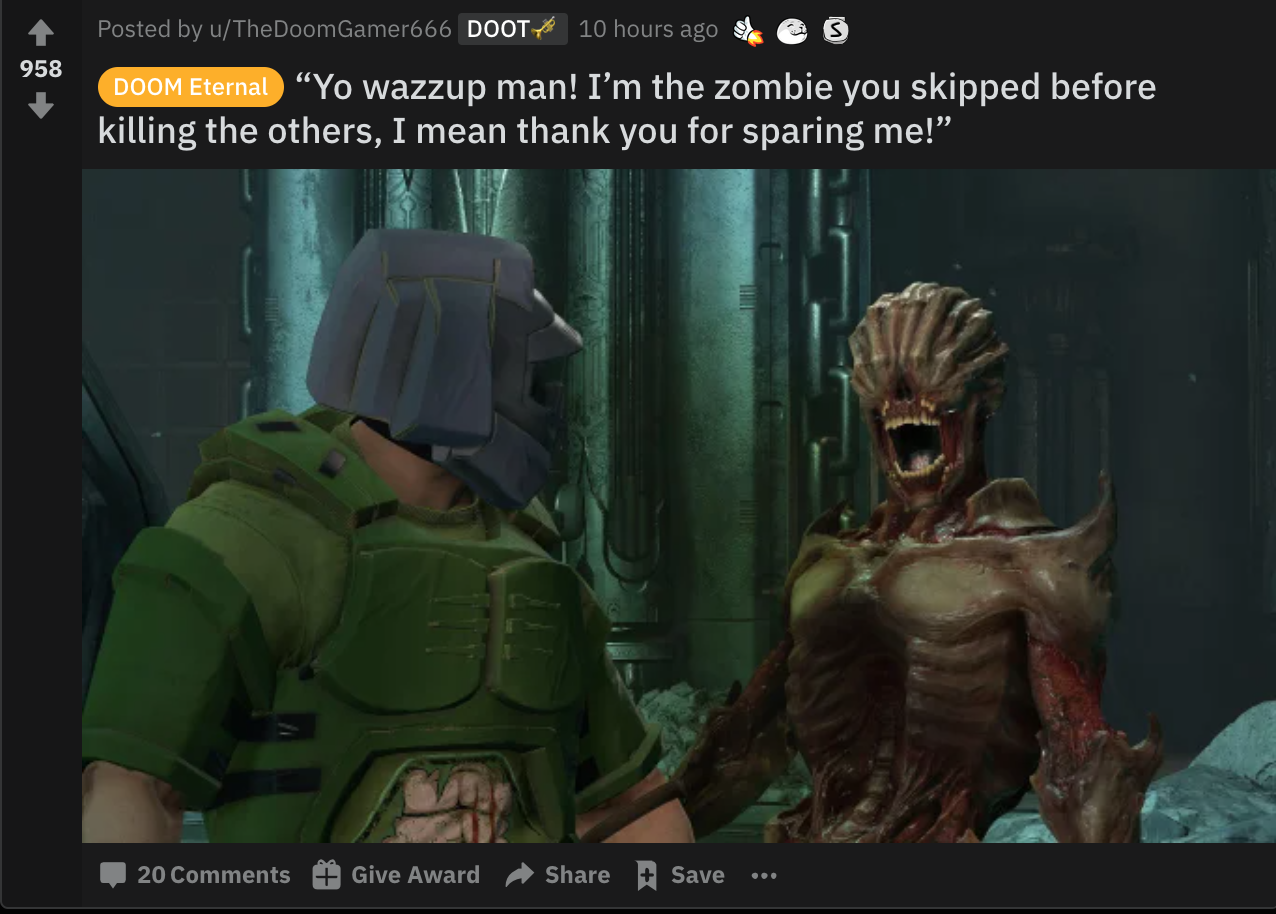 Posted by u/TheDoomGamer666 DOOT🎺 10 hours ago
958
DOOM Eternal “Yo wazzup man! I’m the zombie you skipped before
killing the others, I mean thank you for sparing me!”
20 Comments Give Award Share Save •••